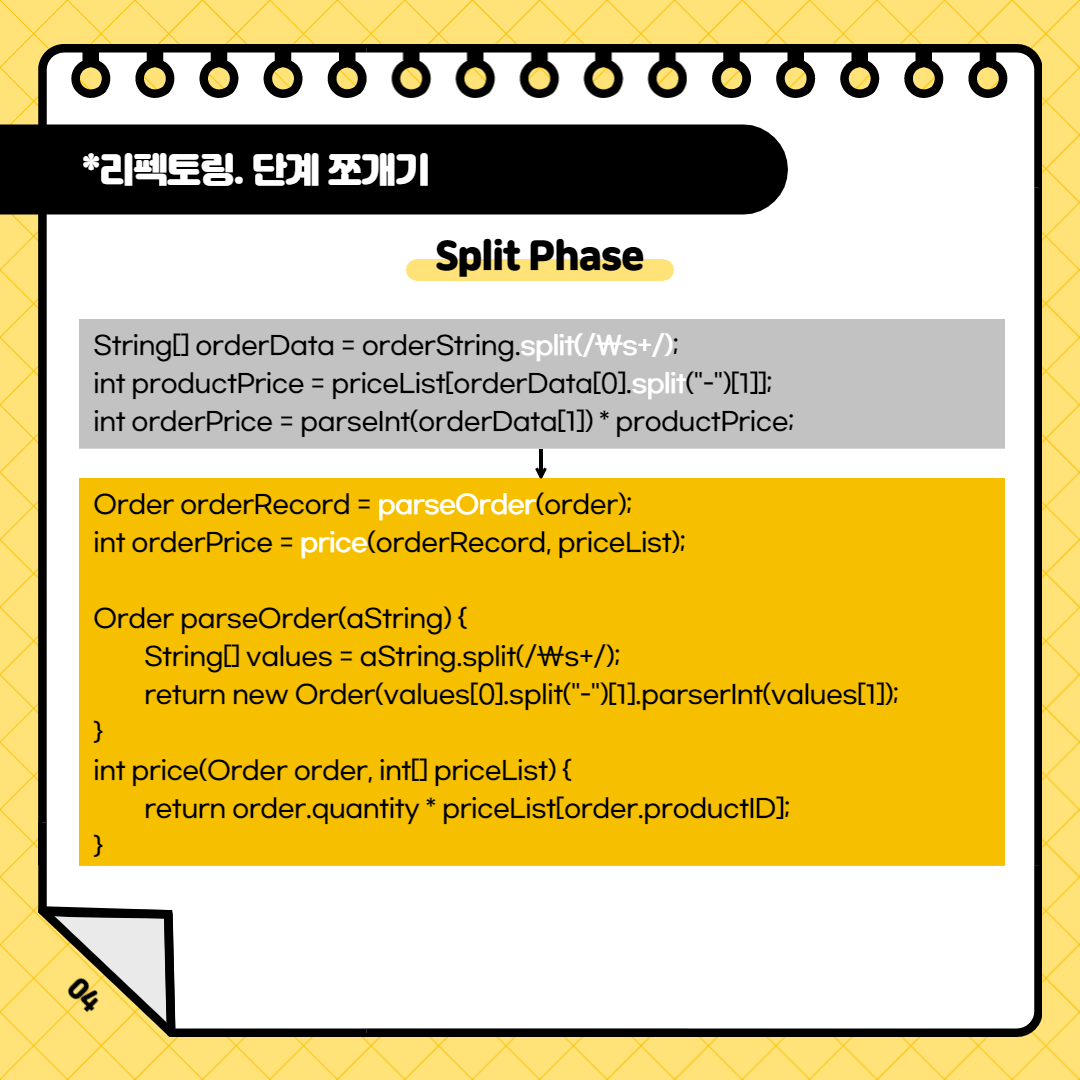 *리펙토링. 단계 쪼개기
Split Phase
String[] orderData = orderString.split(/₩s+/);
int productPrice = priceList[orderData[0].split("-")[1]];
int orderPrice = parseInt(orderData[1]) * productPrice;
Order orderRecord = parseOrder(order);
int orderPrice = price(orderRecord, priceList);
Order parseOrder(aString) {
String[] values = aString.split(/₩s+/);
return new Order(values[0].split("-")[1].parserInt(values[1]);
}
int price(Order order, int[] priceList) {
return order.quantity * priceList[order.productID];
}
04